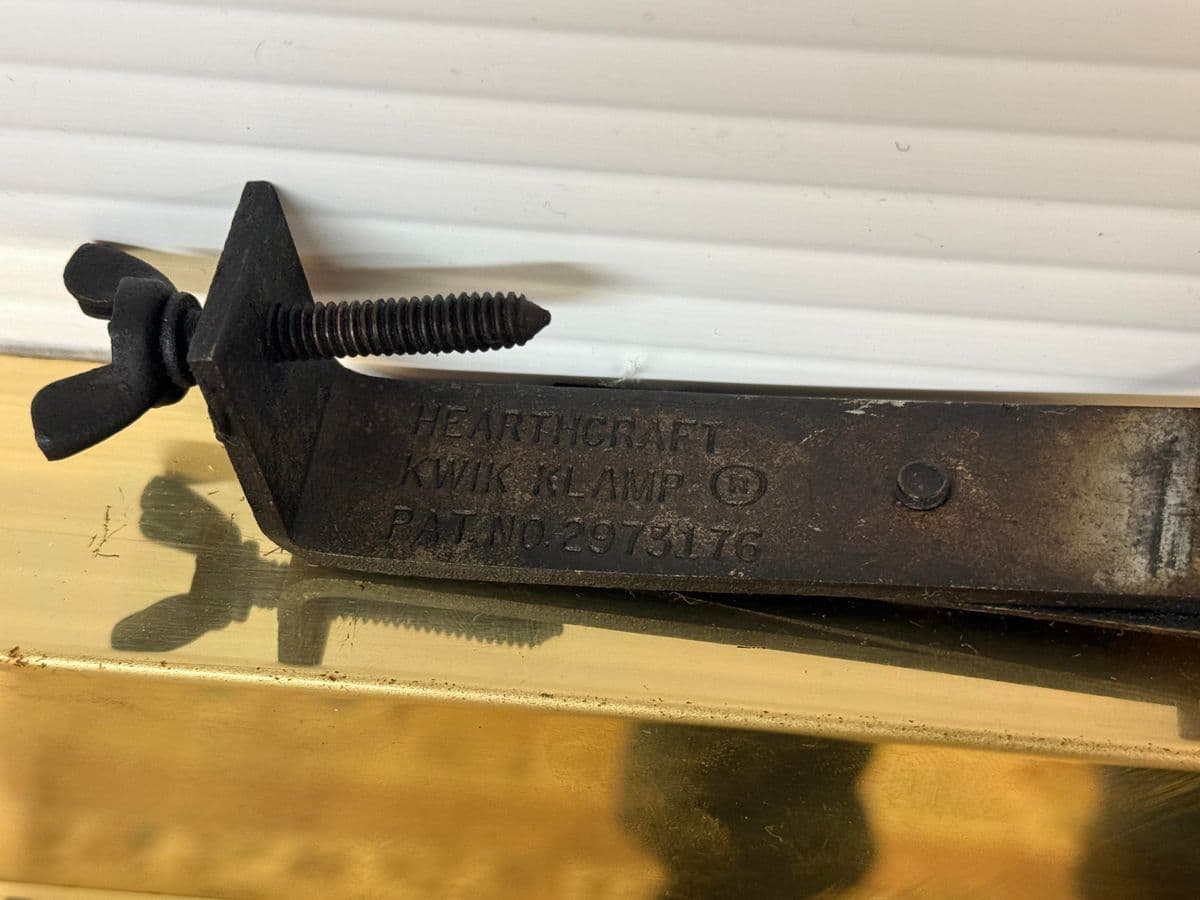 HEARTHCRAFT
KWIK KLAMP ®
PAT. NO. 2973176